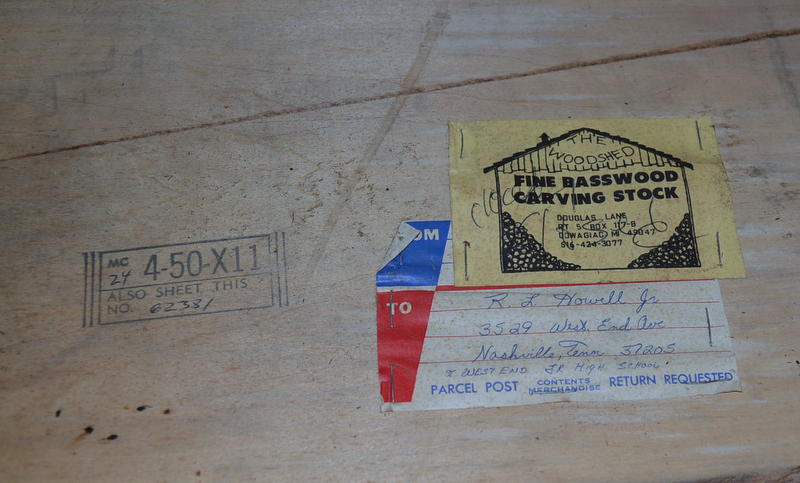 MC
24 4-50-X11
ALSO SHEET THIS
NO. 62381
THE
WOODSHED
FINE BASSWOOD
CARVING STOCK
DOUGLAS LANE
RT 5 BOX 117-B
DOWAGIAC, MI 49047
516-424-3077
OM
TO
R. L. Howell Jr
3529 West End Ave
Nashville, Tenn 37205
WEST END JR HIGH SCHOOL
PARCEL POST CONTENTS MERCHANDISE RETURN REQUESTED